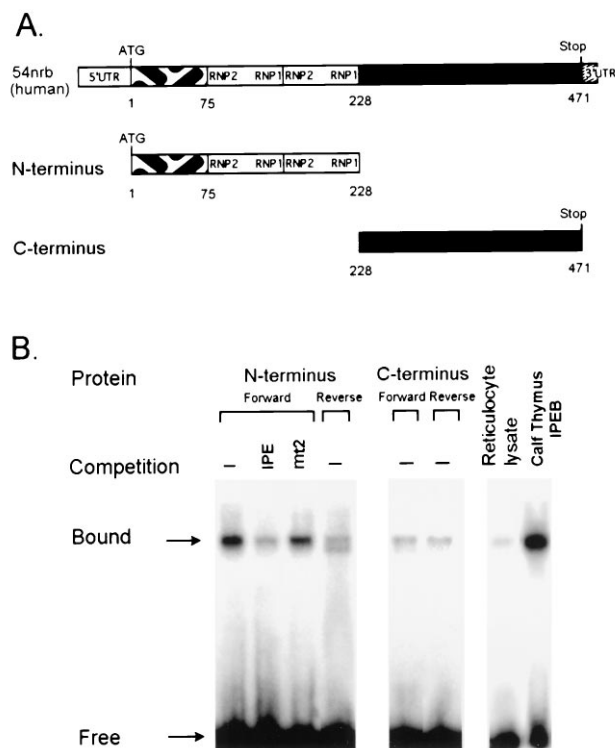 A.
ATG
Stop
54nrb
(human)
5'UTR
RNP2
RNP1
RNP2
RNP1
3'UTR
1
75
228
471
ATG
N-terminus
RNP2
RNP1
RNP2
RNP1
1
75
228
Stop
C-terminus
228
471
B.
Protein
N-terminus
C-terminus
Forward
Reverse
Forward
Reverse
Reticulocyte
lysate
Calf Thymus
IPEB
Competition
–
IPE
mt2
–
–
–
Bound
Free